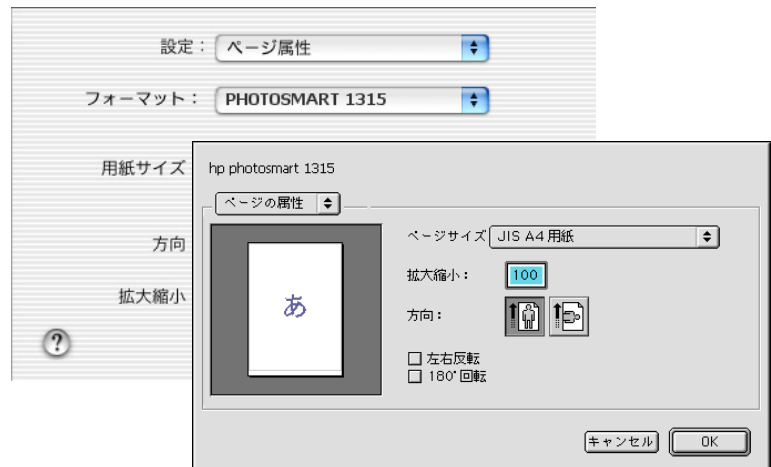 設定： ページ属性
フォーマット： PHOTOSMART 1315
用紙サイズ
方向
拡大縮小
?
hp photosmart 1315
ページの属性
あ
ページサイズ JIS A4 用紙
拡大縮小： 100
方向：
左右反転
180°回転
キャンセル OK